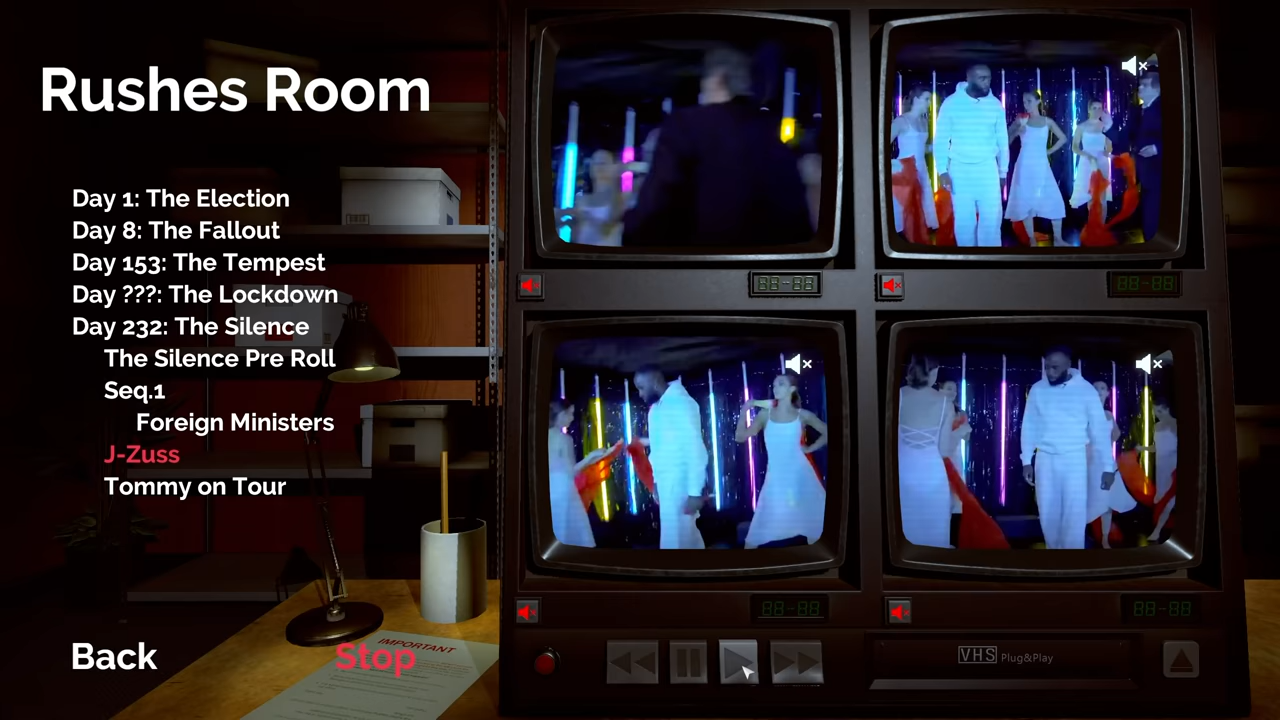 Rushes Room
Day 1: The Election
Day 8: The Fallout
Day 153: The Tempest
Day ???: The Lockdown
Day 232: The Silence
The Silence Pre Roll
Seq.1
Foreign Ministers
J-Zuss
Tommy on Tour
Back
Stop
IMPORTANT
VHS Plug&Play